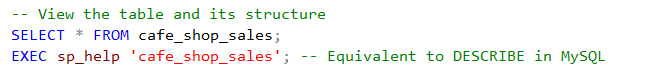 -- View the table and its structure
SELECT * FROM cafe_shop_sales;
EXEC sp_help 'cafe_shop_sales'; -- Equivalent to DESCRIBE in MySQL